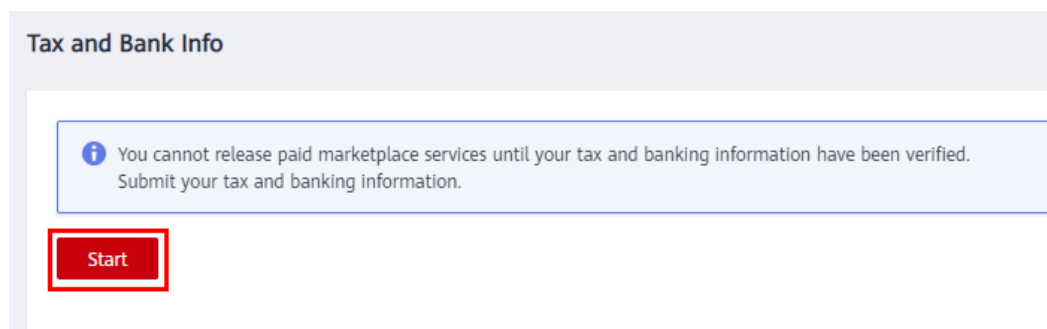 Tax and Bank Info
You cannot release paid marketplace services until your tax and banking information have been verified.
Submit your tax and banking information.
Start